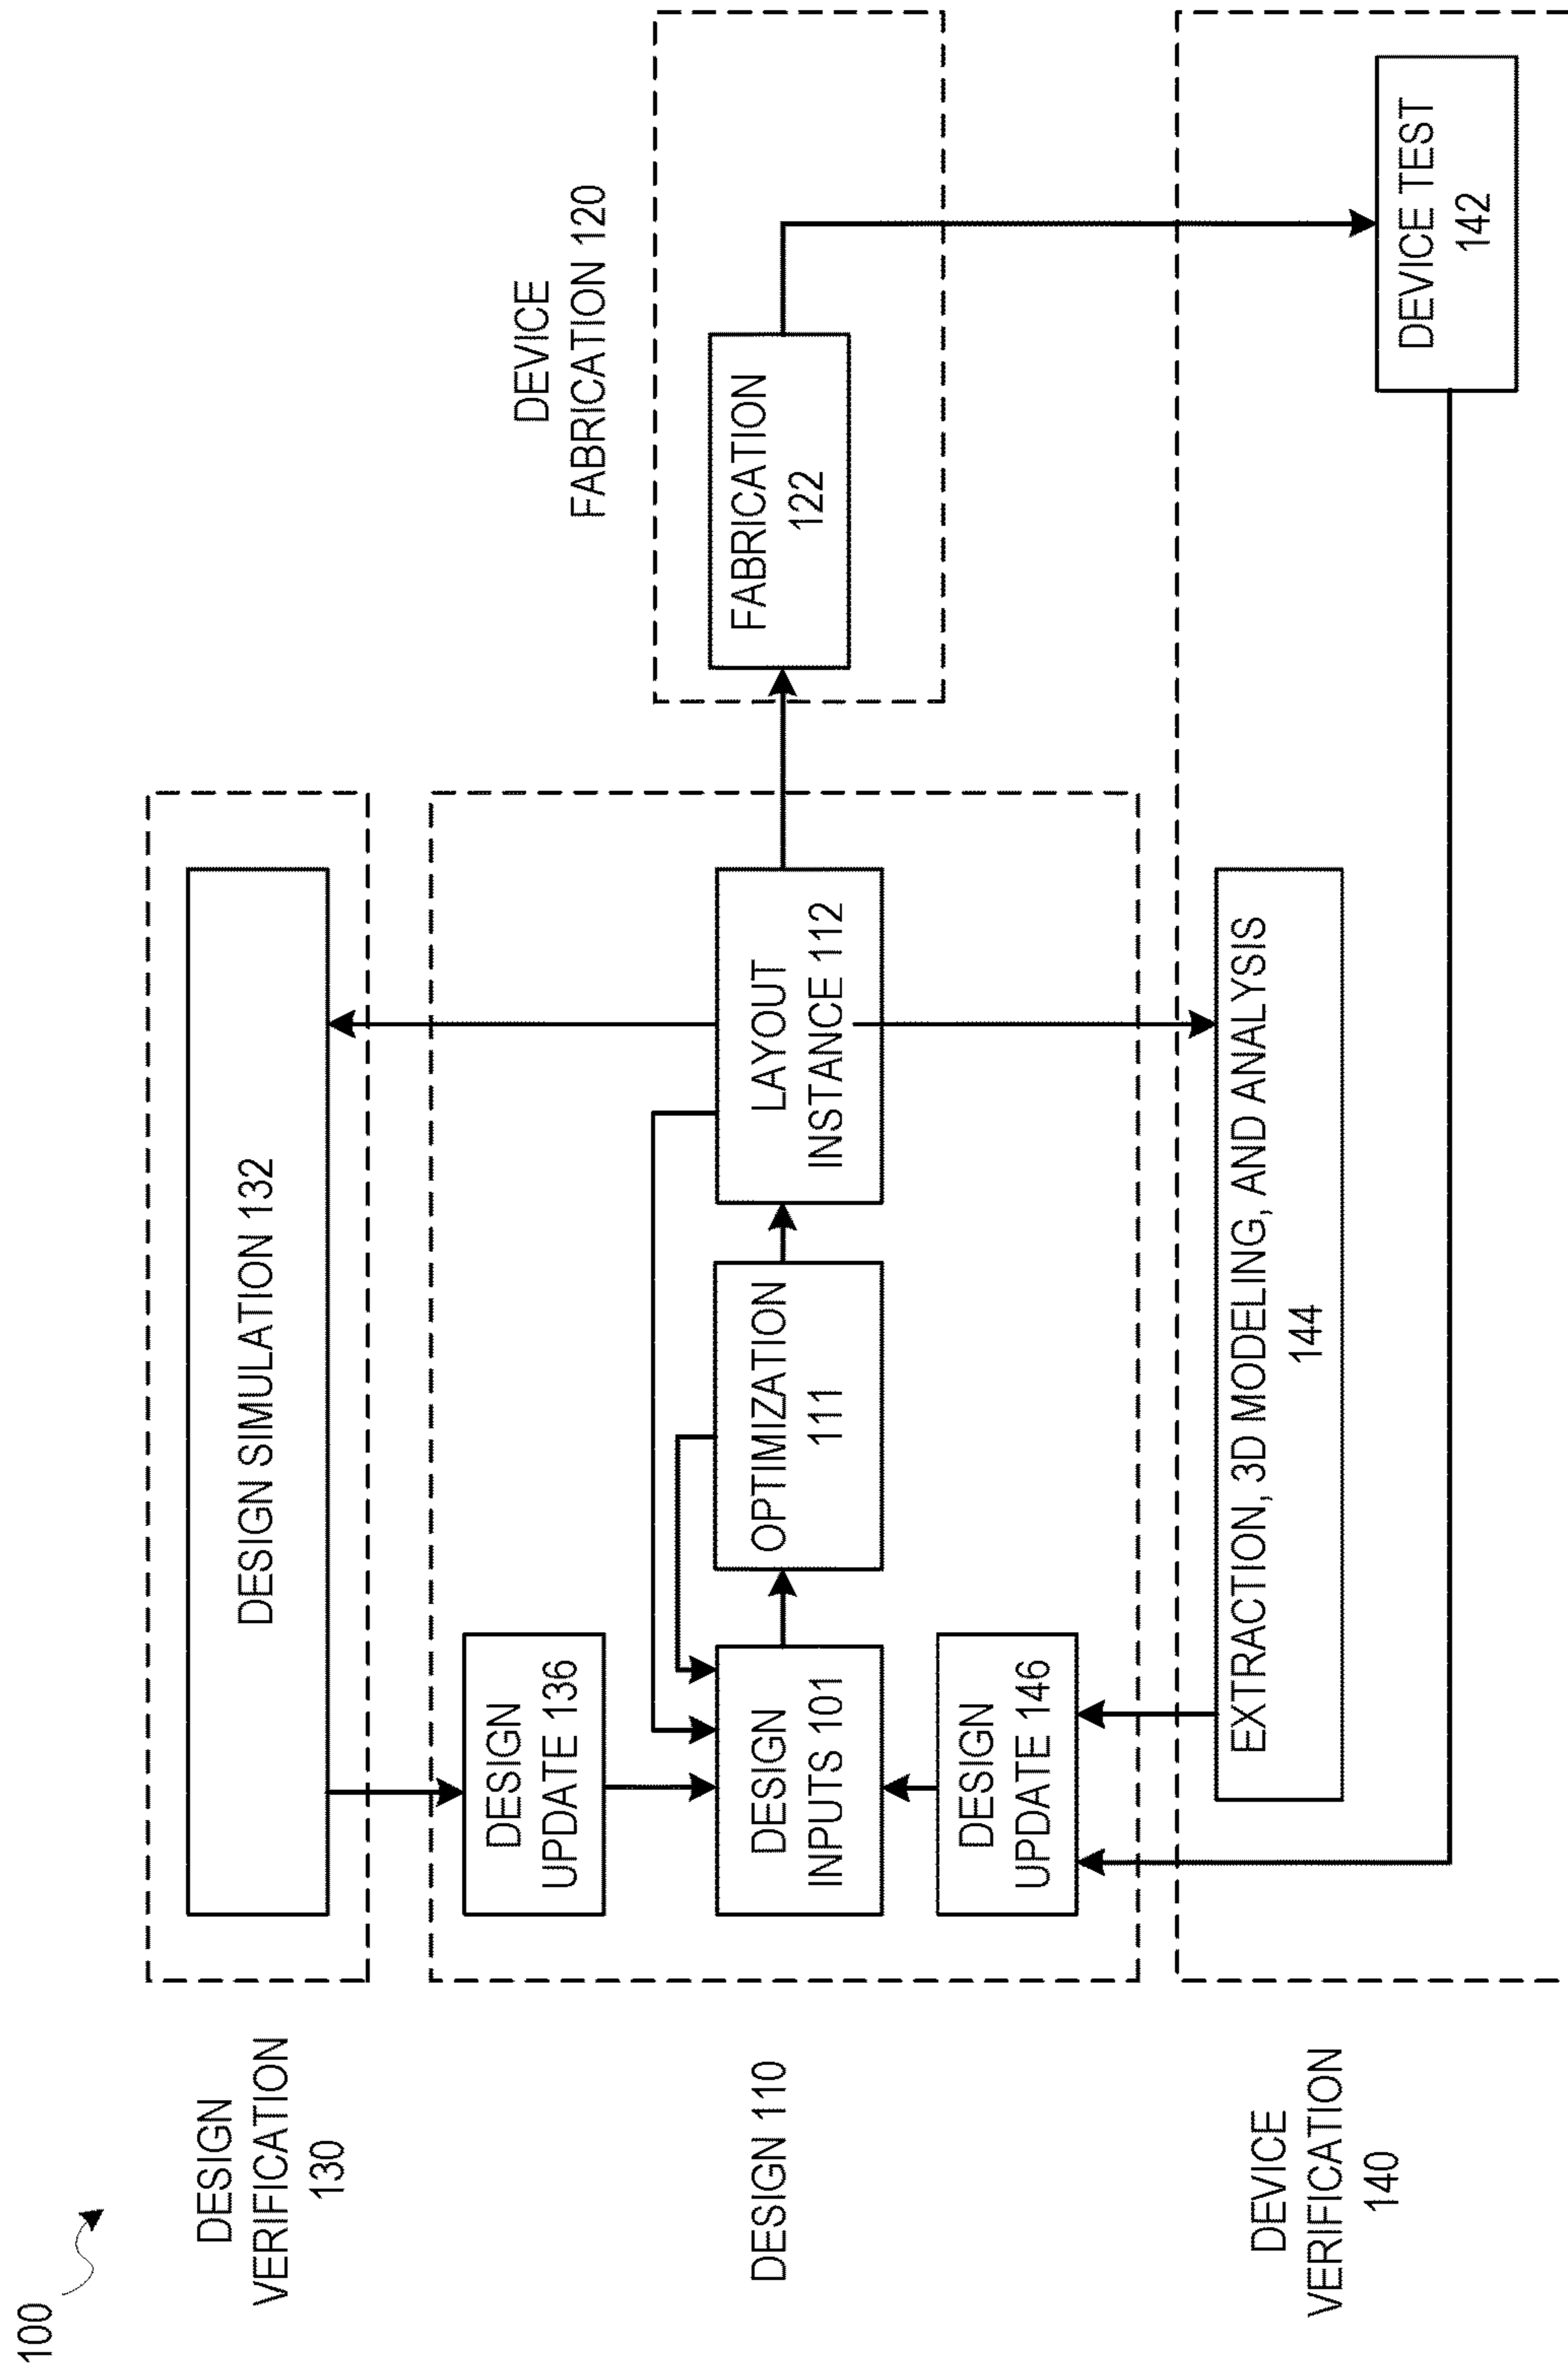 100
DESIGN
VERIFICATION
130
DESIGN SIMULATION 132
DESIGN 110
DESIGN
UPDATE 136
DESIGN
INPUTS 101
DESIGN
UPDATE 146
OPTIMIZATION
111
LAYOUT
INSTANCE 112
DEVICE
FABRICATION 120
FABRICATION
122
DEVICE
VERIFICATION
140
EXTRACTION, 3D MODELING, AND ANALYSIS
144
DEVICE TEST
142